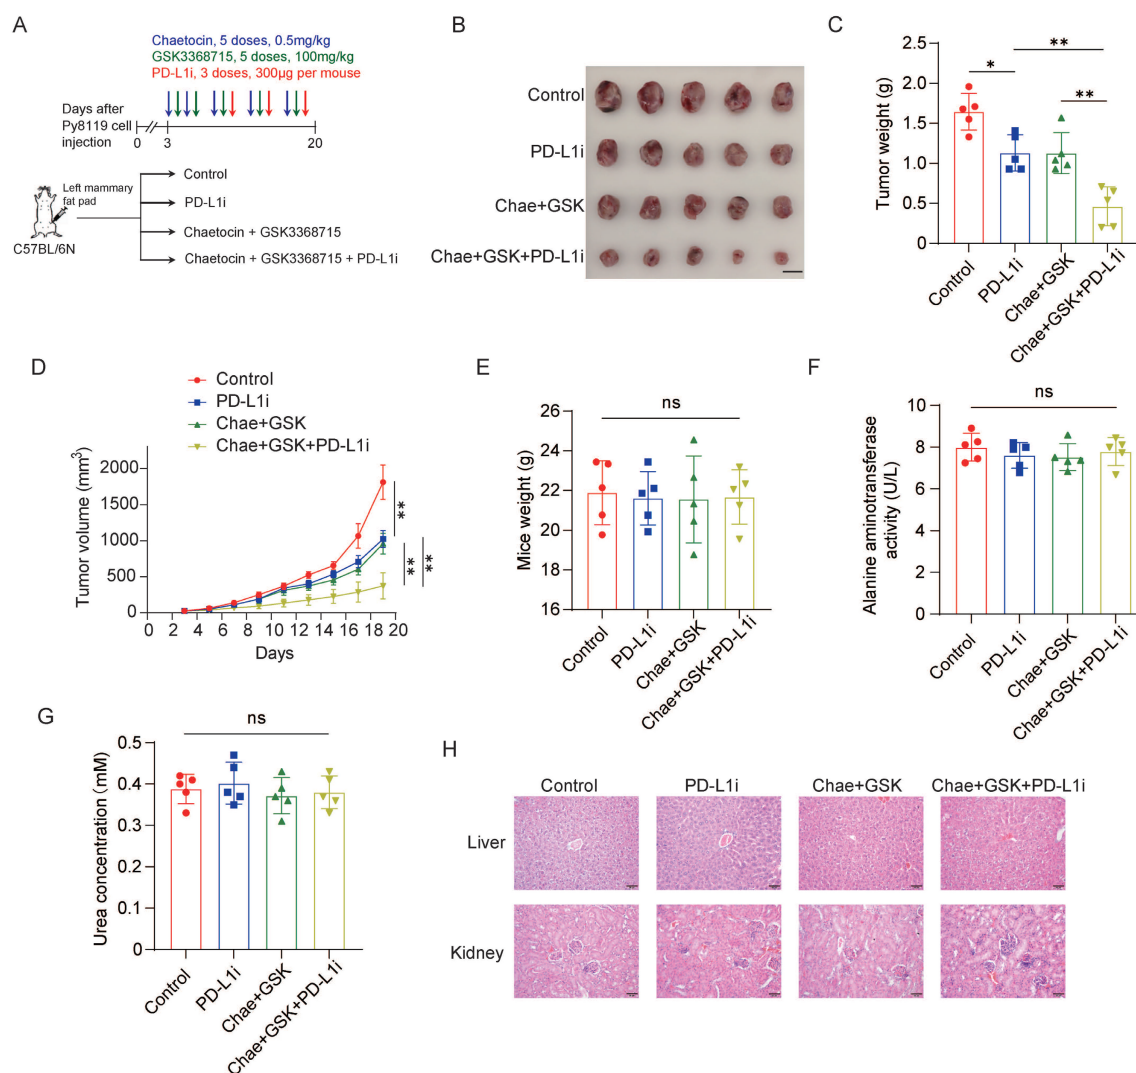 A
Chaetocin, 5 doses, 0.5mg/kg
GSK3368715, 5 doses, 100mg/kg
PD-L1i, 3 doses, 300μg per mouse
Days after
Py8119 cell
injection
0
3
20
Left mammary
fat pad
C57BL/6N
Control
PD-L1i
Chaetocin + GSK3368715
Chaetocin + GSK3368715 + PD-L1i
B
Control
PD-L1i
Chae+GSK
Chae+GSK+PD-L1i
C
Tumor weight (g)
2.5
2.0
1.5
1.0
0.5
0.0
*
**
**
Control
PD-L1i
Chae+GSK
Chae+GSK+PD-L1i
D
Control
PD-L1i
Chae+GSK
Chae+GSK+PD-L1i
Tumor volume (mm³)
2000
1500
1000
500
0
0 2 4 6 8 10 12 14 16 18 20
Days
**
**
**
E
ns
Mice weight (g)
26
24
22
20
18
16
Control
PD-L1i
Chae+GSK
Chae+GSK+PD-L1i
F
ns
Alanine aminotransferase
activity (U/L)
10
8
6
4
2
0
Control
PD-L1i
Chae+GSK
Chae+GSK+PD-L1i
G
ns
Urea concentration (mM)
0.5
0.4
0.3
0.2
0.1
0
Control
PD-L1i
Chae+GSK
Chae+GSK+PD-L1i
H
Control PD-L1i Chae+GSK Chae+GSK+PD-L1i
Liver
Kidney